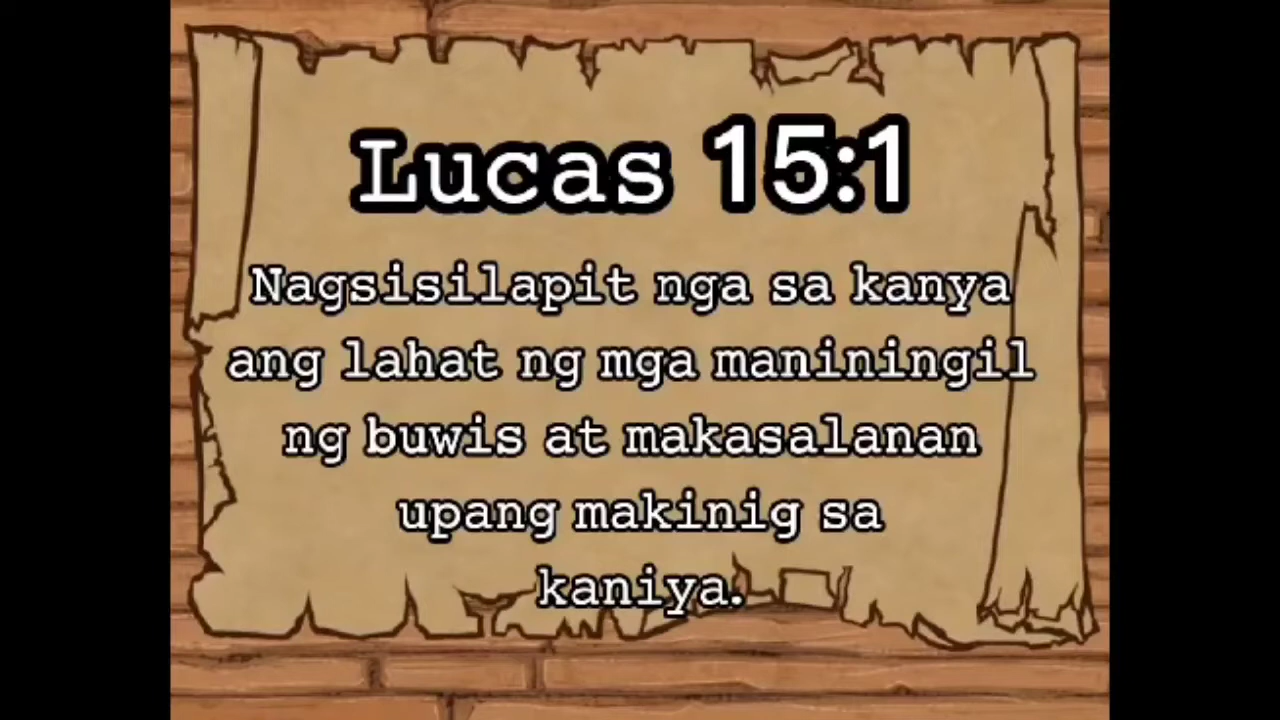 Lucas 15:1
Nagsisilapit nga sa kanya
ang lahat ng mga maniningil
ng buwis at makasalanan
upang makinig sa
kaniya.